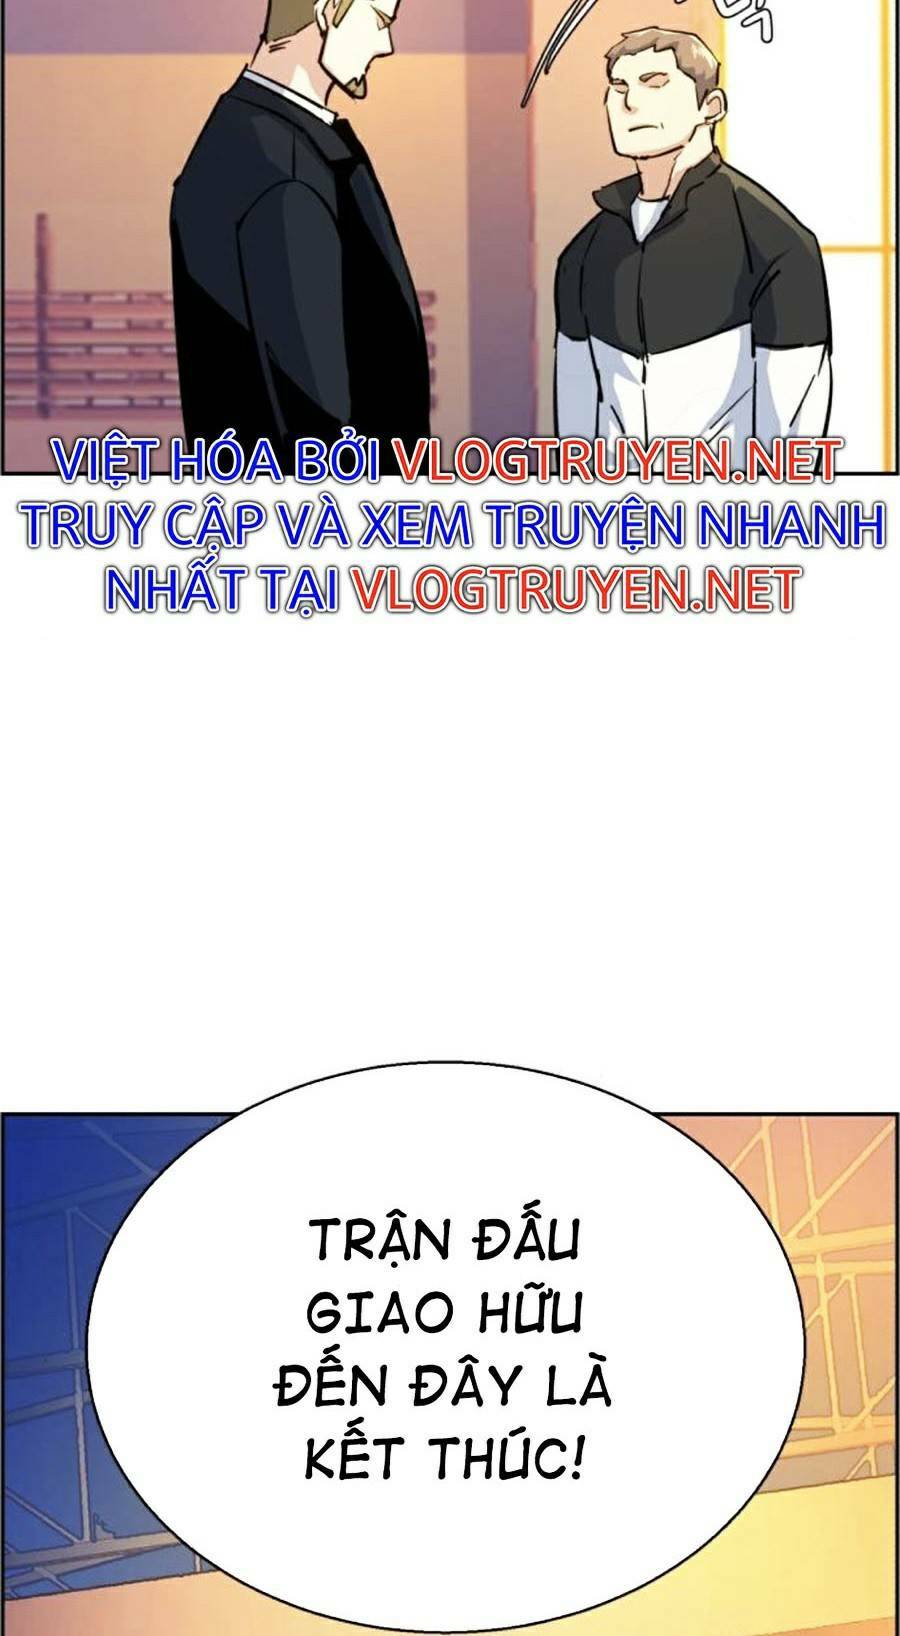 VIỆT HÓA BỞI VLOGTRUYEN.NET
TRUY CẬP VÀ XEM TRUYỆN NHANH
NHẤT TẠI VLOGTRUYEN.NET
TRẬN ĐẤU
GIAO HỮU
ĐẾN ĐÂY LÀ
KẾT THÚC!